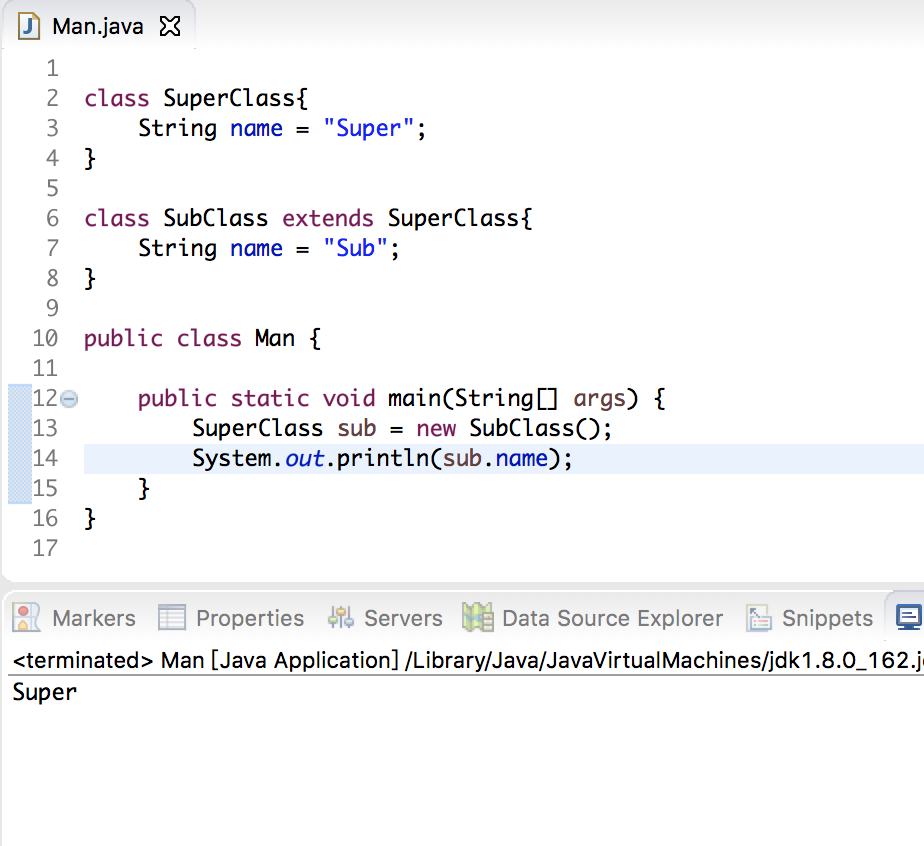 Man.java
1
2 class SuperClass{
3     String name = "Super";
4 }
5
6 class SubClass extends SuperClass{
7     String name = "Sub";
8 }
9
10 public class Man {
11
12     public static void main(String[] args) {
13         SuperClass sub = new SubClass();
14         System.out.println(sub.name);
15     }
16 }
17
Markers Properties Servers Data Source Explorer Snippets
<terminated> Man [Java Application] /Library/Java/JavaVirtualMachines/jdk1.8.0_162.j
Super